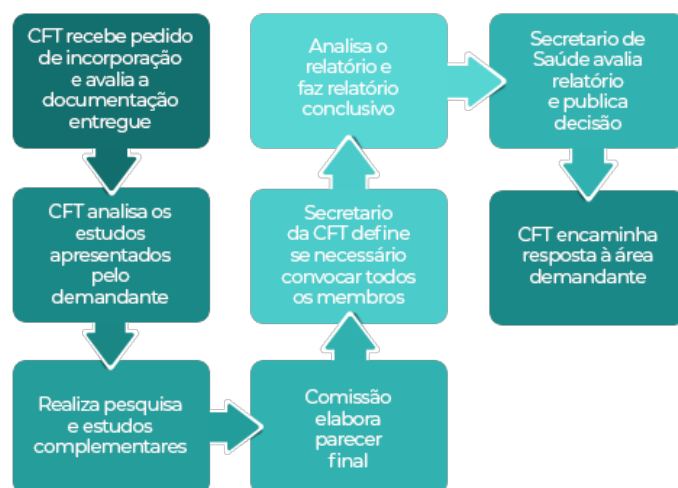 CFT recebe pedido
de incorporação
e avalia a
documentação
entregue
CFT analisa os
estudos
apresentados
pelo
demandante
Realiza pesquisa
e estudos
complementares
Comissão
elabora
parecer
final
Secretario
da CFT define
se necessário
convocar todos
os membros
Analisa o
relatório e
faz relatório
conclusivo
Secretario de
Saúde avalia
relatório
e publica
decisão
CFT encaminha
resposta à área
demandante